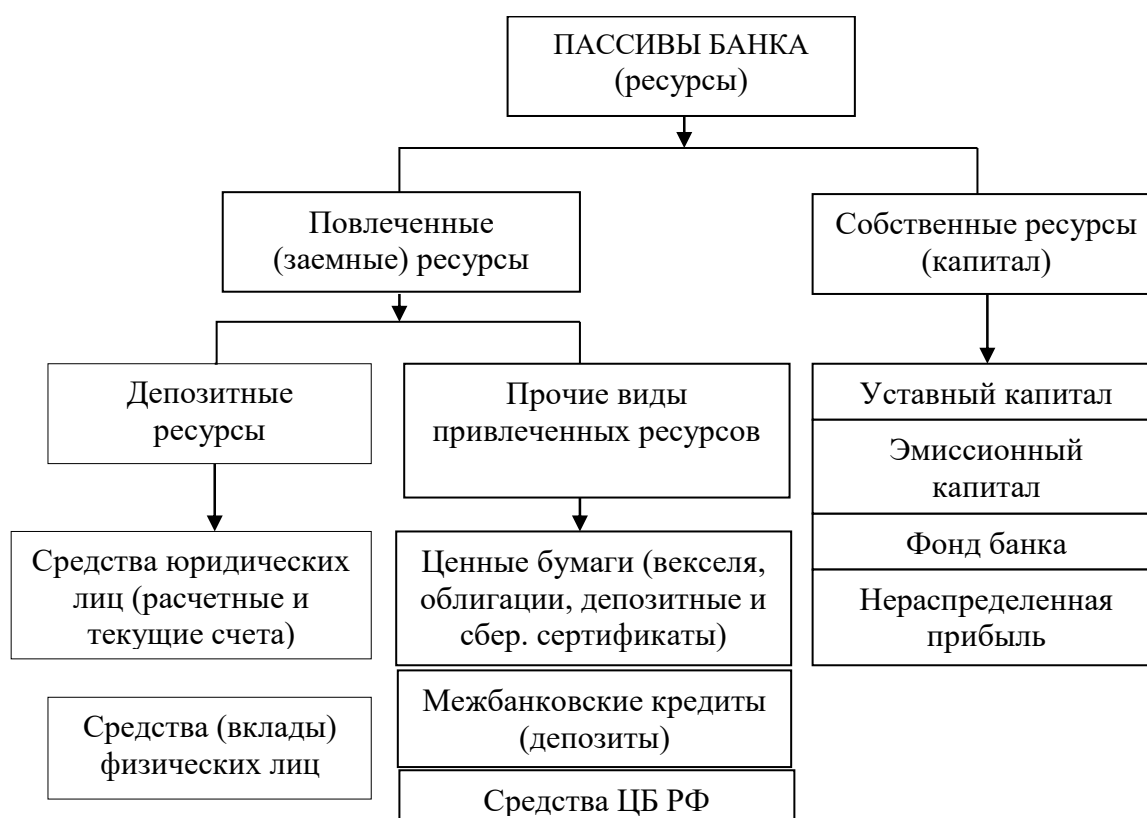 ПАССИВЫ БАНКА
(ресурсы)
Повлеченные
(заемные) ресурсы
Собственные ресурсы
(капитал)
Депозитные
ресурсы
Прочие виды
привлеченных ресурсов
Уставный капитал
Эмиссионный
капитал
Фонд банка
Нераспределенная
прибыль
Средства юридических
лиц (расчетные и
текущие счета)
Ценные бумаги (векселя,
облигации, депозитные и
сбер. сертификаты)
Средства (вклады)
физических лиц
Межбанковские кредиты
(депозиты)
Средства ЦБ РФ